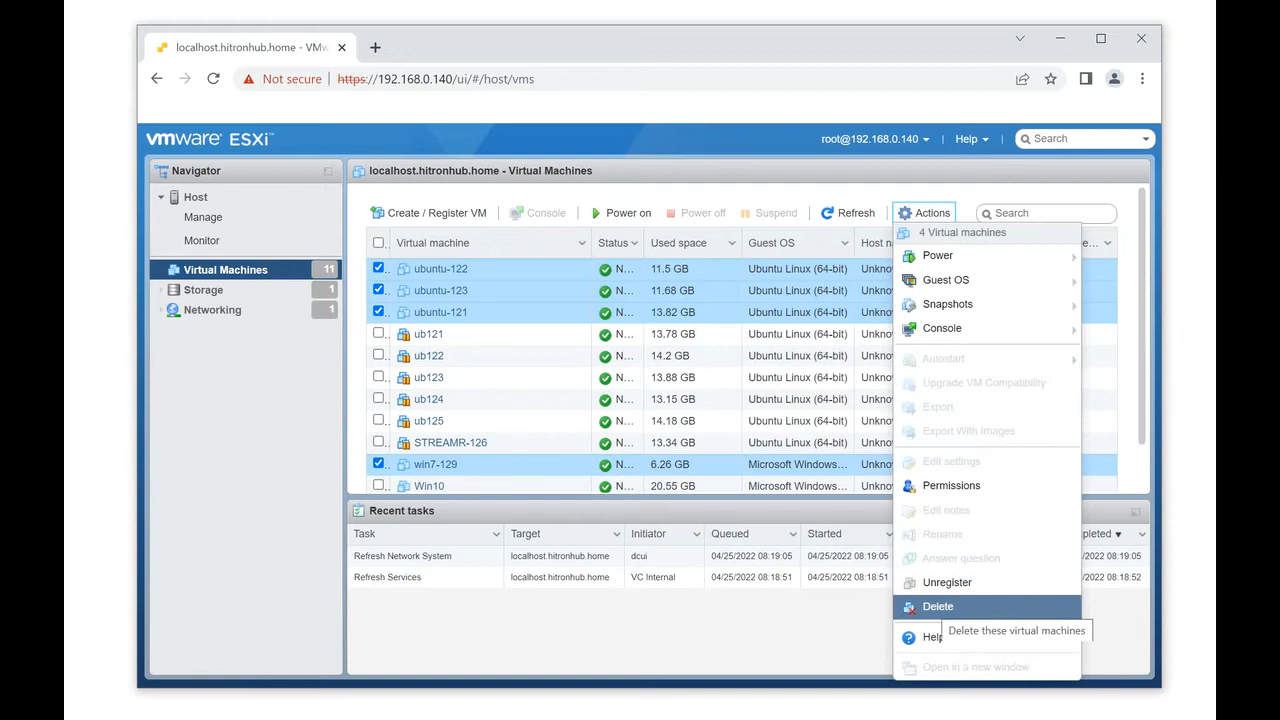 localhost.hitronhub.home - VMw
Not secure | https://192.168.0.140/ui/#/host/vms
vmware ESXi™
root@192.168.0.140 | Help | Search
Navigator
Host
Manage
Monitor
Virtual Machines 11
Storage 1
Networking 1
localhost.hitronhub.home - Virtual Machines
Create / Register VM | Console | Power on Power off Suspend | Refresh | Actions Search
Virtual machine Status Used space Guest OS Host na e...
ubuntu-122 N... 11.5 GB Ubuntu Linux (64-bit) Unkno
ubuntu-123 N... 11.68 GB Ubuntu Linux (64-bit) Unkno
ubuntu-121 N... 13.82 GB Ubuntu Linux (64-bit) Unkno
ub121 N... 13.78 GB Ubuntu Linux (64-bit) Unkno
ub122 N... 14.2 GB Ubuntu Linux (64-bit) Unkno
ub123 N... 13.88 GB Ubuntu Linux (64-bit) Unkno
ub124 N... 13.15 GB Ubuntu Linux (64-bit) Unkno
ub125 N... 14.18 GB Ubuntu Linux (64-bit) Unkno
STREAMR-126 N... 13.34 GB Ubuntu Linux (64-bit) Unkno
win7-129 N... 6.26 GB Microsoft Windows... Unkno
Win10 N... 20.55 GB Microsoft Windows... Unkno
4 Virtual machines
Power
Guest OS
Snapshots
Console
Autostart
Upgrade VM Compatibility
Export
Export With Images
Edit settings
Permissions
Edit notes
Rename
Answer question
Unregister
Delete
Delete these virtual machines
Help
Open in a new window
Recent tasks
Task Target Initiator Queued Started pleted ▼
Refresh Network System localhost.hitronhub.home dcui 04/25/2022 08:19:05 04/25/2022 08:19:05 022 08:19:05
Refresh Services localhost.hitronhub.home VC Internal 04/25/2022 08:18:51 04/25/2022 08:18:51 022 08:18:52